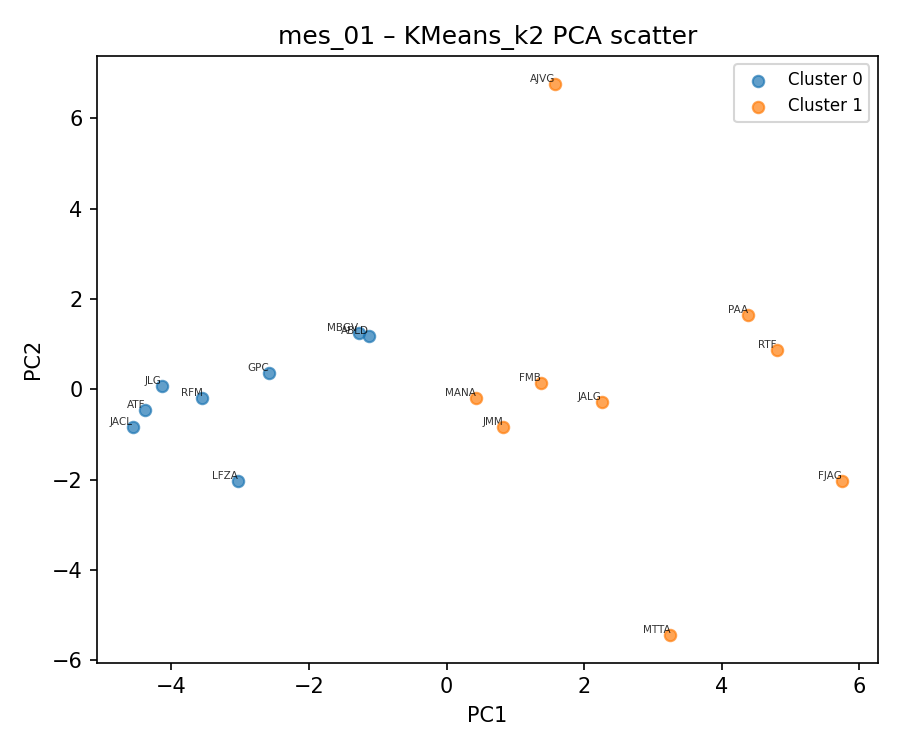 mes_01 – KMeans_k2 PCA scatter
Cluster 0
Cluster 1
AJVG
PAA
RTF
MBGV
GPC
JLG
RFM
ATF
JACL
LFZA
FMB
MANA
JALG
JMM
FJAG
MTTA
6
4
2
0
−2
−4
−6
PC2
−4
−2
0
2
4
6
PC1